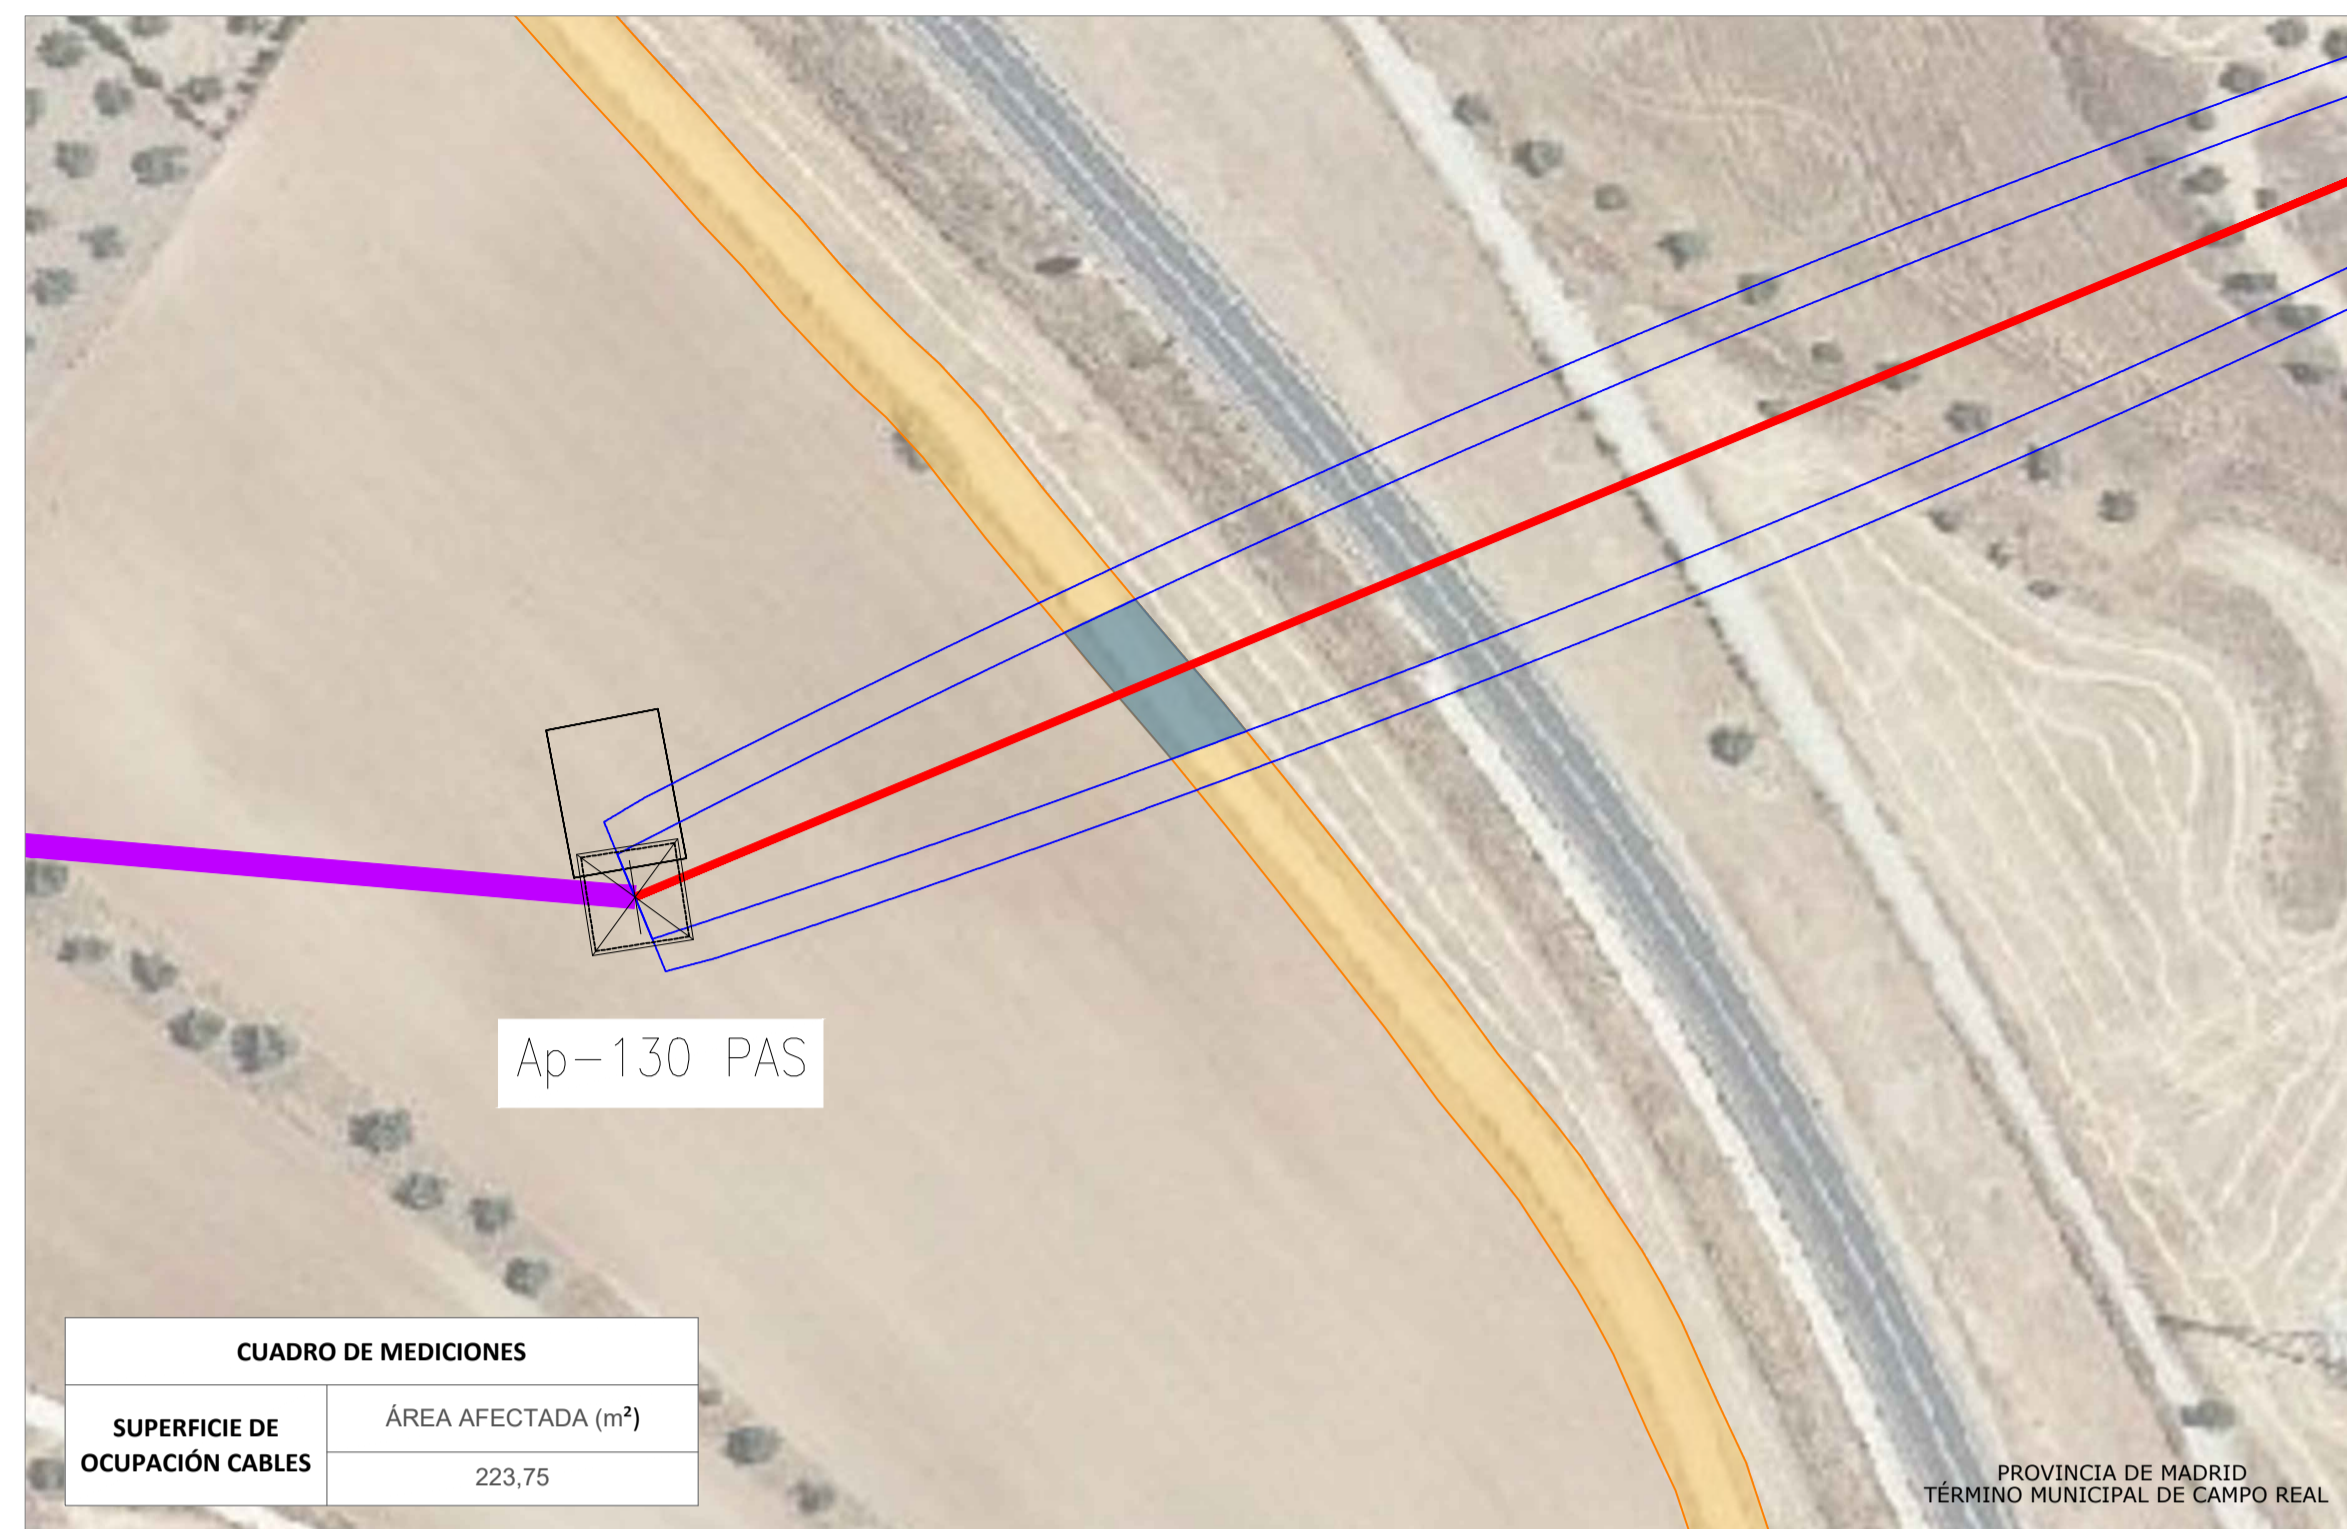 Ap-130 PAS
CUADRO DE MEDICIONES
SUPERFICIE DE
OCUPACIÓN CABLES
ÁREA AFECTADA (m²)
223,75
PROVINCIA DE MADRID
TÉRMINO MUNICIPAL DE CAMPO REAL